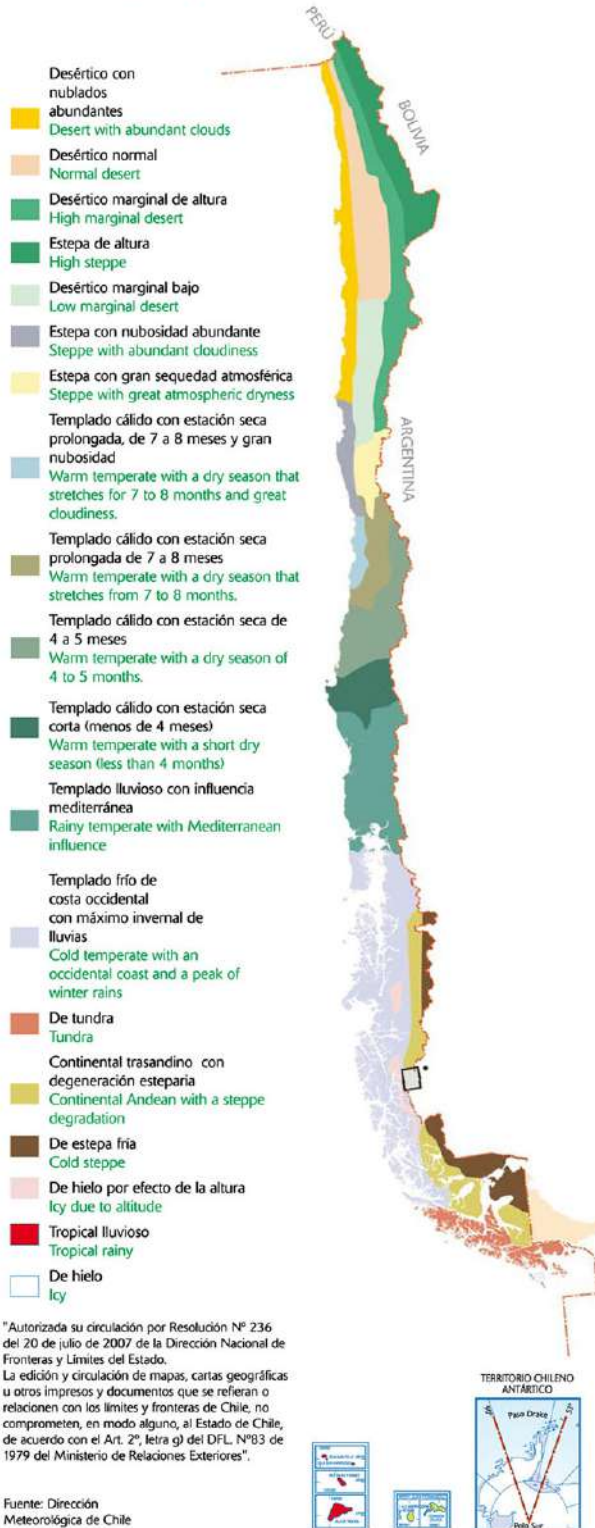 PERÚ
BOLIVIA
ARGENTINA
Desértico con
nublados
abundantes
Desert with abundant clouds
Desértico normal
Normal desert
Desértico marginal de altura
High marginal desert
Estepa de altura
High steppe
Desértico marginal bajo
Low marginal desert
Estepa con nubosidad abundante
Steppe with abundant cloudiness
Estepa con gran sequedad atmosférica
Steppe with great atmospheric dryness
Templado cálido con estación seca
prolongada, de 7 a 8 meses y gran
nubosidad
Warm temperate with a dry season that
stretches for 7 to 8 months and great
cloudiness.
Templado cálido con estación seca
prolongada de 7 a 8 meses
Warm temperate with a dry season that
stretches from 7 to 8 months.
Templado cálido con estación seca de
4 a 5 meses
Warm temperate with a dry season of
4 to 5 months.
Templado cálido con estación seca
corta (menos de 4 meses)
Warm temperate with a short dry
season (less than 4 months)
Templado lluvioso con influencia
mediterránea
Rainy temperate with Mediterranean
influence
Templado frío de
costa occidental
con máximo invernal de
lluvias
Cold temperate with an
occidental coast and a peak of
winter rains
De tundra
Tundra
Continental trasandino con
degeneración esteparia
Continental Andean with a steppe
degradation
De estepa fría
Cold steppe
De hielo por efecto de la altura
Icy due to altitude
Tropical lluvioso
Tropical rainy
De hielo
Icy
"Autorizada su circulación por Resolución Nº 236
del 20 de julio de 2007 de la Dirección Nacional de
Fronteras y Límites del Estado.
La edición y circulación de mapas, cartas geográficas
u otros impresos y documentos que se refieran o
relacionen con los límites y fronteras de Chile, no
comprometen, en modo alguno, al Estado de Chile,
de acuerdo con el Art. 2º, letra g) del DFL. Nº83 de
1979 del Ministerio de Relaciones Exteriores".
Fuente: Dirección
Meteorológica de Chile
TERRITORIO CHILENO
ANTÁRTICO
Paso Drake
Polo Sur